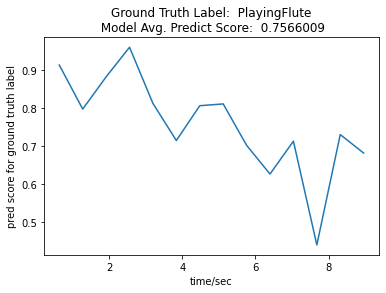 Ground Truth Label:  PlayingFlute
Model Avg. Predict Score:  0.7566009
pred score for ground truth label
0.9
0.8
0.7
0.6
0.5
2 4 6 8
time/sec